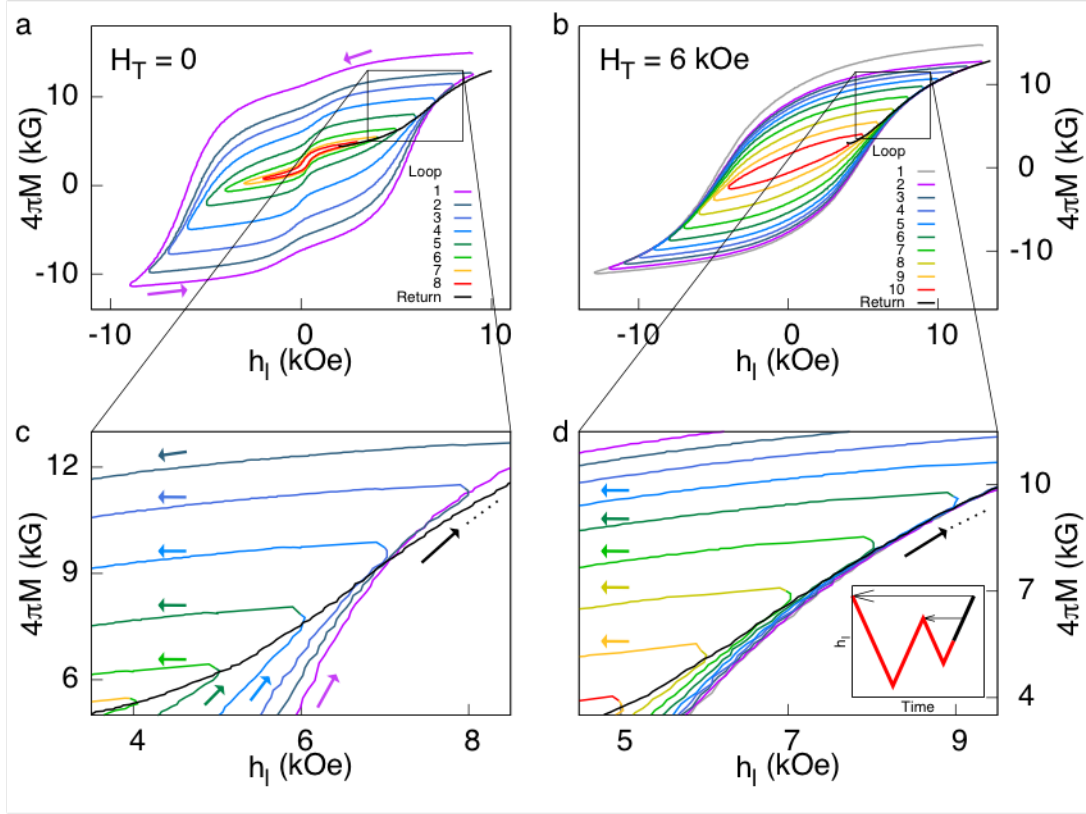 a
H_T = 0
4πM (kG)
10
0
-10
Loop
1
2
3
4
5
6
7
8
Return
-10
0
10
h_l (kOe)
b
H_T = 6 kOe
10
0
-10
4πM (kG)
Loop
1
2
3
4
5
6
7
8
9
10
Return
-10
0
10
h_l (kOe)
c
4πM (kG)
12
9
6
4
6
8
h_l (kOe)
d
10
7
4
4πM (kG)
h_l
Time
5
7
9
h_l (kOe)